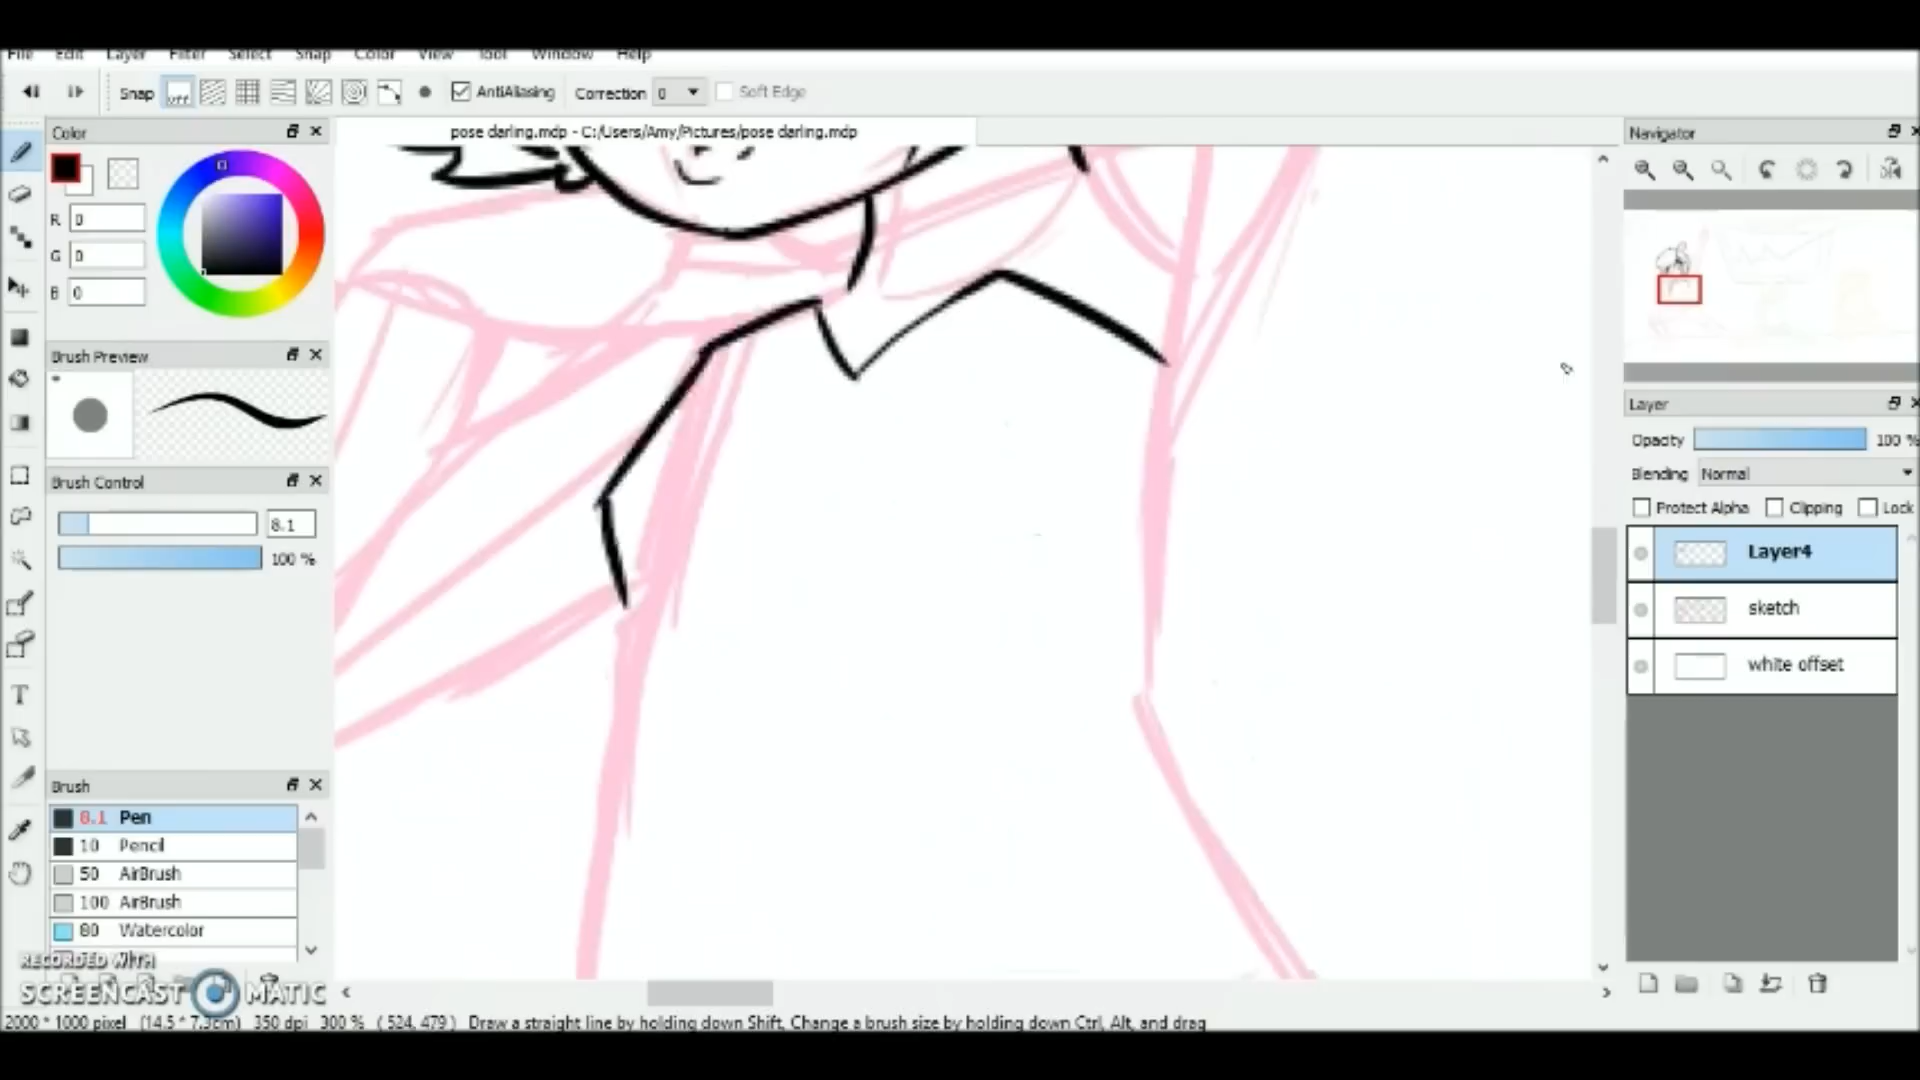 File Edit Layer Filter Select Snap Color View Tool Window Help
Snap off AntiAliasing Correction 0 Soft Edge
Color
pose darling.mdp - C:/Users/Amy/Pictures/pose darling.mdp
Navigator
R 0
G 0
B 0
Brush Preview
Layer
Opacity 100 %
Blending Normal
Brush Control
Protect Alpha Clipping Lock
8.1
100 %
Layer4
sketch
white offset
Brush
8.1 Pen
10 Pencil
50 AirBrush
100 AirBrush
80 Watercolor
RECORDED WITH
SCREENCAST MATIC
2000 * 1000 pixel (14.5 * 7.3cm) 350 dpi 300 % ( 524, 479 ) Draw a straight line by holding down Shift, Change a brush size by holding down Ctrl, Alt, and drag